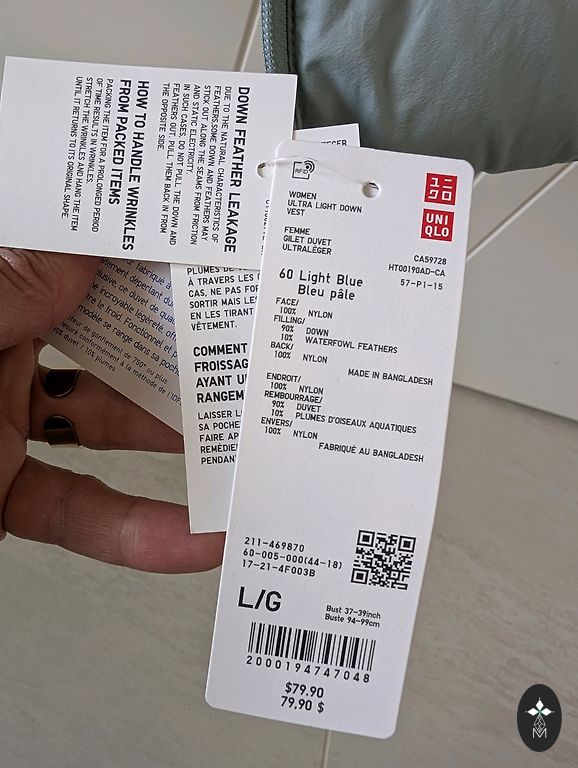 DOWN FEATHER LEAKAGE
DUE TO THE NATURAL CHARACTERISTICS OF
FEATHERS,SOME DOWN AND FEATHERS MAY
STICK OUT ALONG THE SEAMS FROM FRICTION
AND STATIC ELECTRICITY.
IN SUCH CASES, DO NOT PULL THE DOWN AND
FEATHERS OUT. PULL THEM BACK IN FROM
THE OPPOSITE SIDE.
HOW TO HANDLE WRINKLES
FROM PACKED ITEMS
PACKING THE ITEM FOR A PROLONGED PERIOD
OF TIME RESULTS IN WRINKLES.
STRETCH THE WRINKLES AND HANG THE ITEM
UNTIL IT RETURNS TO ITS ORIGINAL SHAPE.
PLUMES DE
À TRAVERS LES
CAS, NE PAS FOR
SORTIR MAIS LES
EN LES TIRANT
VÊTEMENT.
COMMENT
FROISSAG
AYANT U
RANGEM
LAISSER L
SA POCHE
FAIRE AP
REMÉDIE
PENDAN
RFID
ユニ
クロ
UNI
QLO
WOMEN
ULTRA LIGHT DOWN
VEST
FEMME
GILET DUVET
ULTRALÉGER
CA59728
HT00190AD-CA
57-P1-15
60 Light Blue
Bleu pâle
FACE/
100% NYLON
FILLING/
90% DOWN
10% WATERFOWL FEATHERS
BACK/
100% NYLON
MADE IN BANGLADESH
ENDROIT/
100% NYLON
REMBOURRAGE/
90% DUVET
10% PLUMES D'OISEAUX AQUATIQUES
ENVERS/
100% NYLON
FABRIQUÉ AU BANGLADESH
211-469870
60-005-000(44-18)
17-21-4F003B
L/G
Bust 37-39inch
Buste 94-99cm
2000194747048
$79.90
79,90 $
M